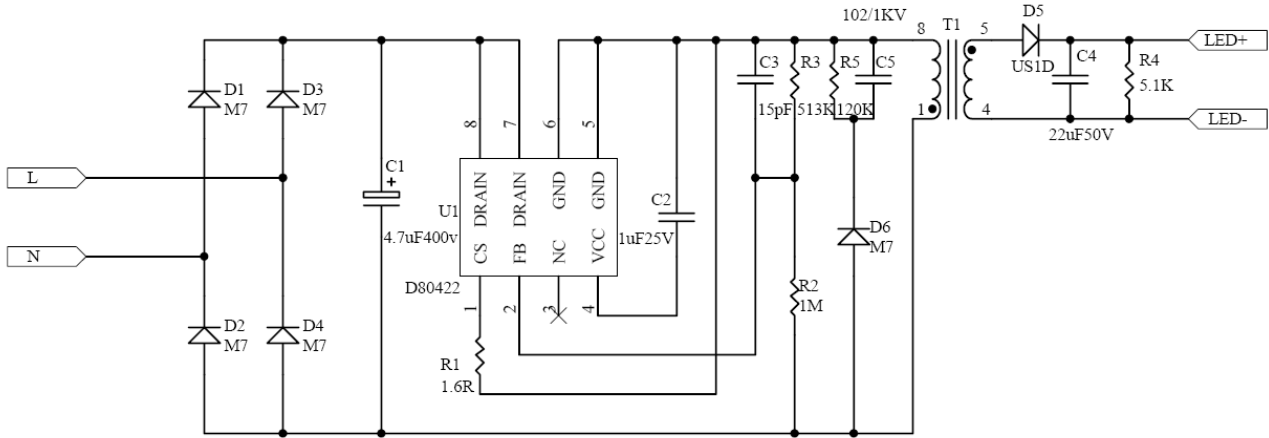 102/1KV
8
T1
5
D5
LED+
US1D
D1
M7
D3
M7
C3
R3
R5
C5
15pF
513K
120K
C4
R4
5.1K
1
4
22uF50V
LED-
8
7
6
5
L
C1
+
4.7uF400v
U1
DRAIN
DRAIN
GND
GND
CS
FB
NC
VCC
C2
1uF25V
D6
M7
N
D80422
1
2
3
4
R2
1M
D2
M7
D4
M7
R1
1.6R